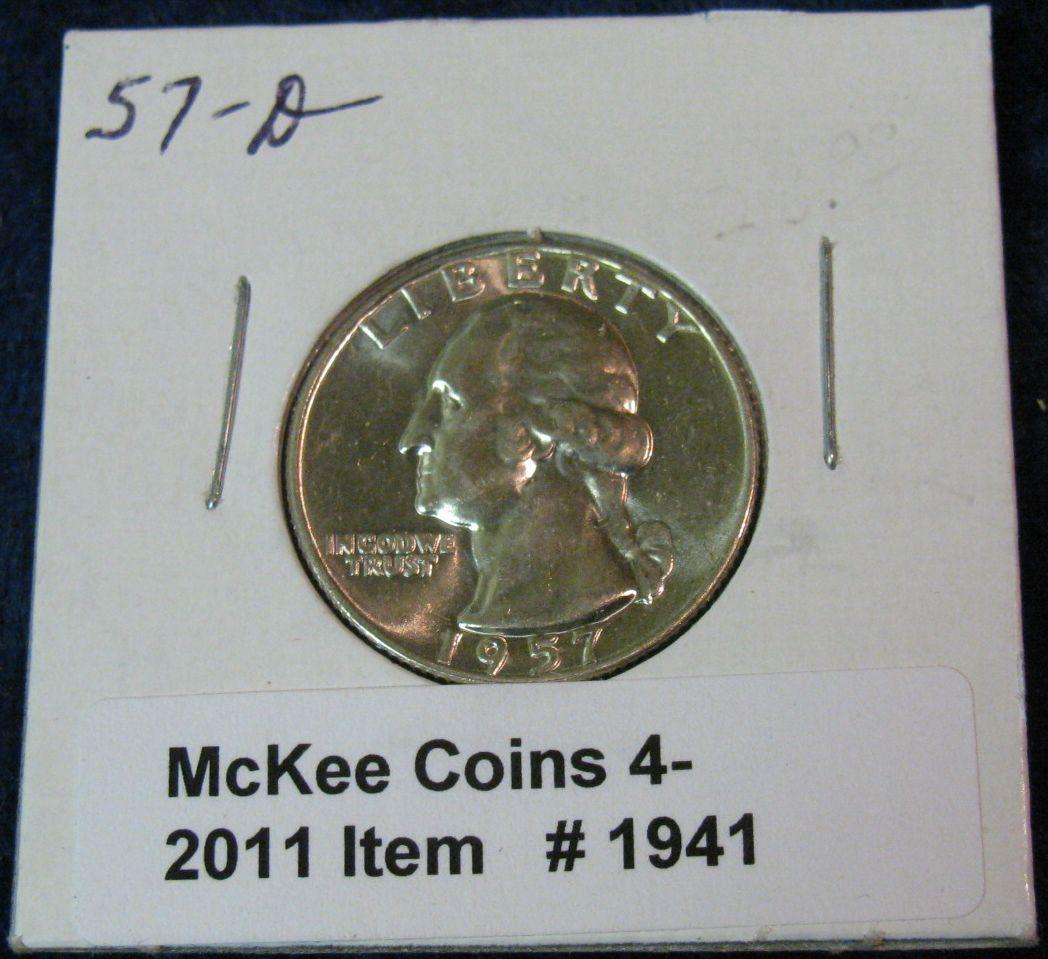 57-D
LIBERTY
IN GOD WE
TRUST
1957
McKee Coins 4-
2011 Item # 1941